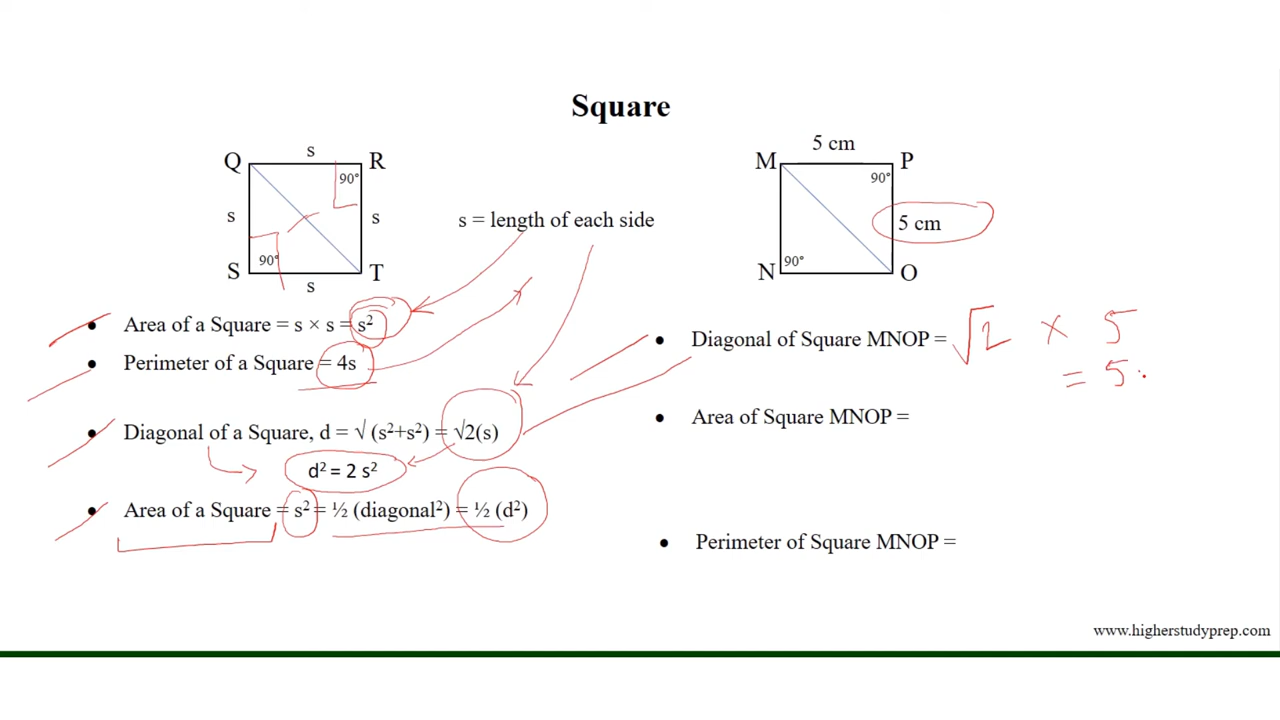 Square
Q s R
90°
s s
90°
S s T
s = length of each side
5 cm
M P
90°
5 cm
90°
N O
• Area of a Square = s × s = s²
• Perimeter of a Square = 4s
• Diagonal of a Square, d = √ (s²+s²) = √2(s)
d² = 2 s²
• Area of a Square = s² = ½ (diagonal²) = ½ (d²)
• Diagonal of Square MNOP = √2 × 5
= 5
• Area of Square MNOP =
• Perimeter of Square MNOP =
www.higherstudyprep.com